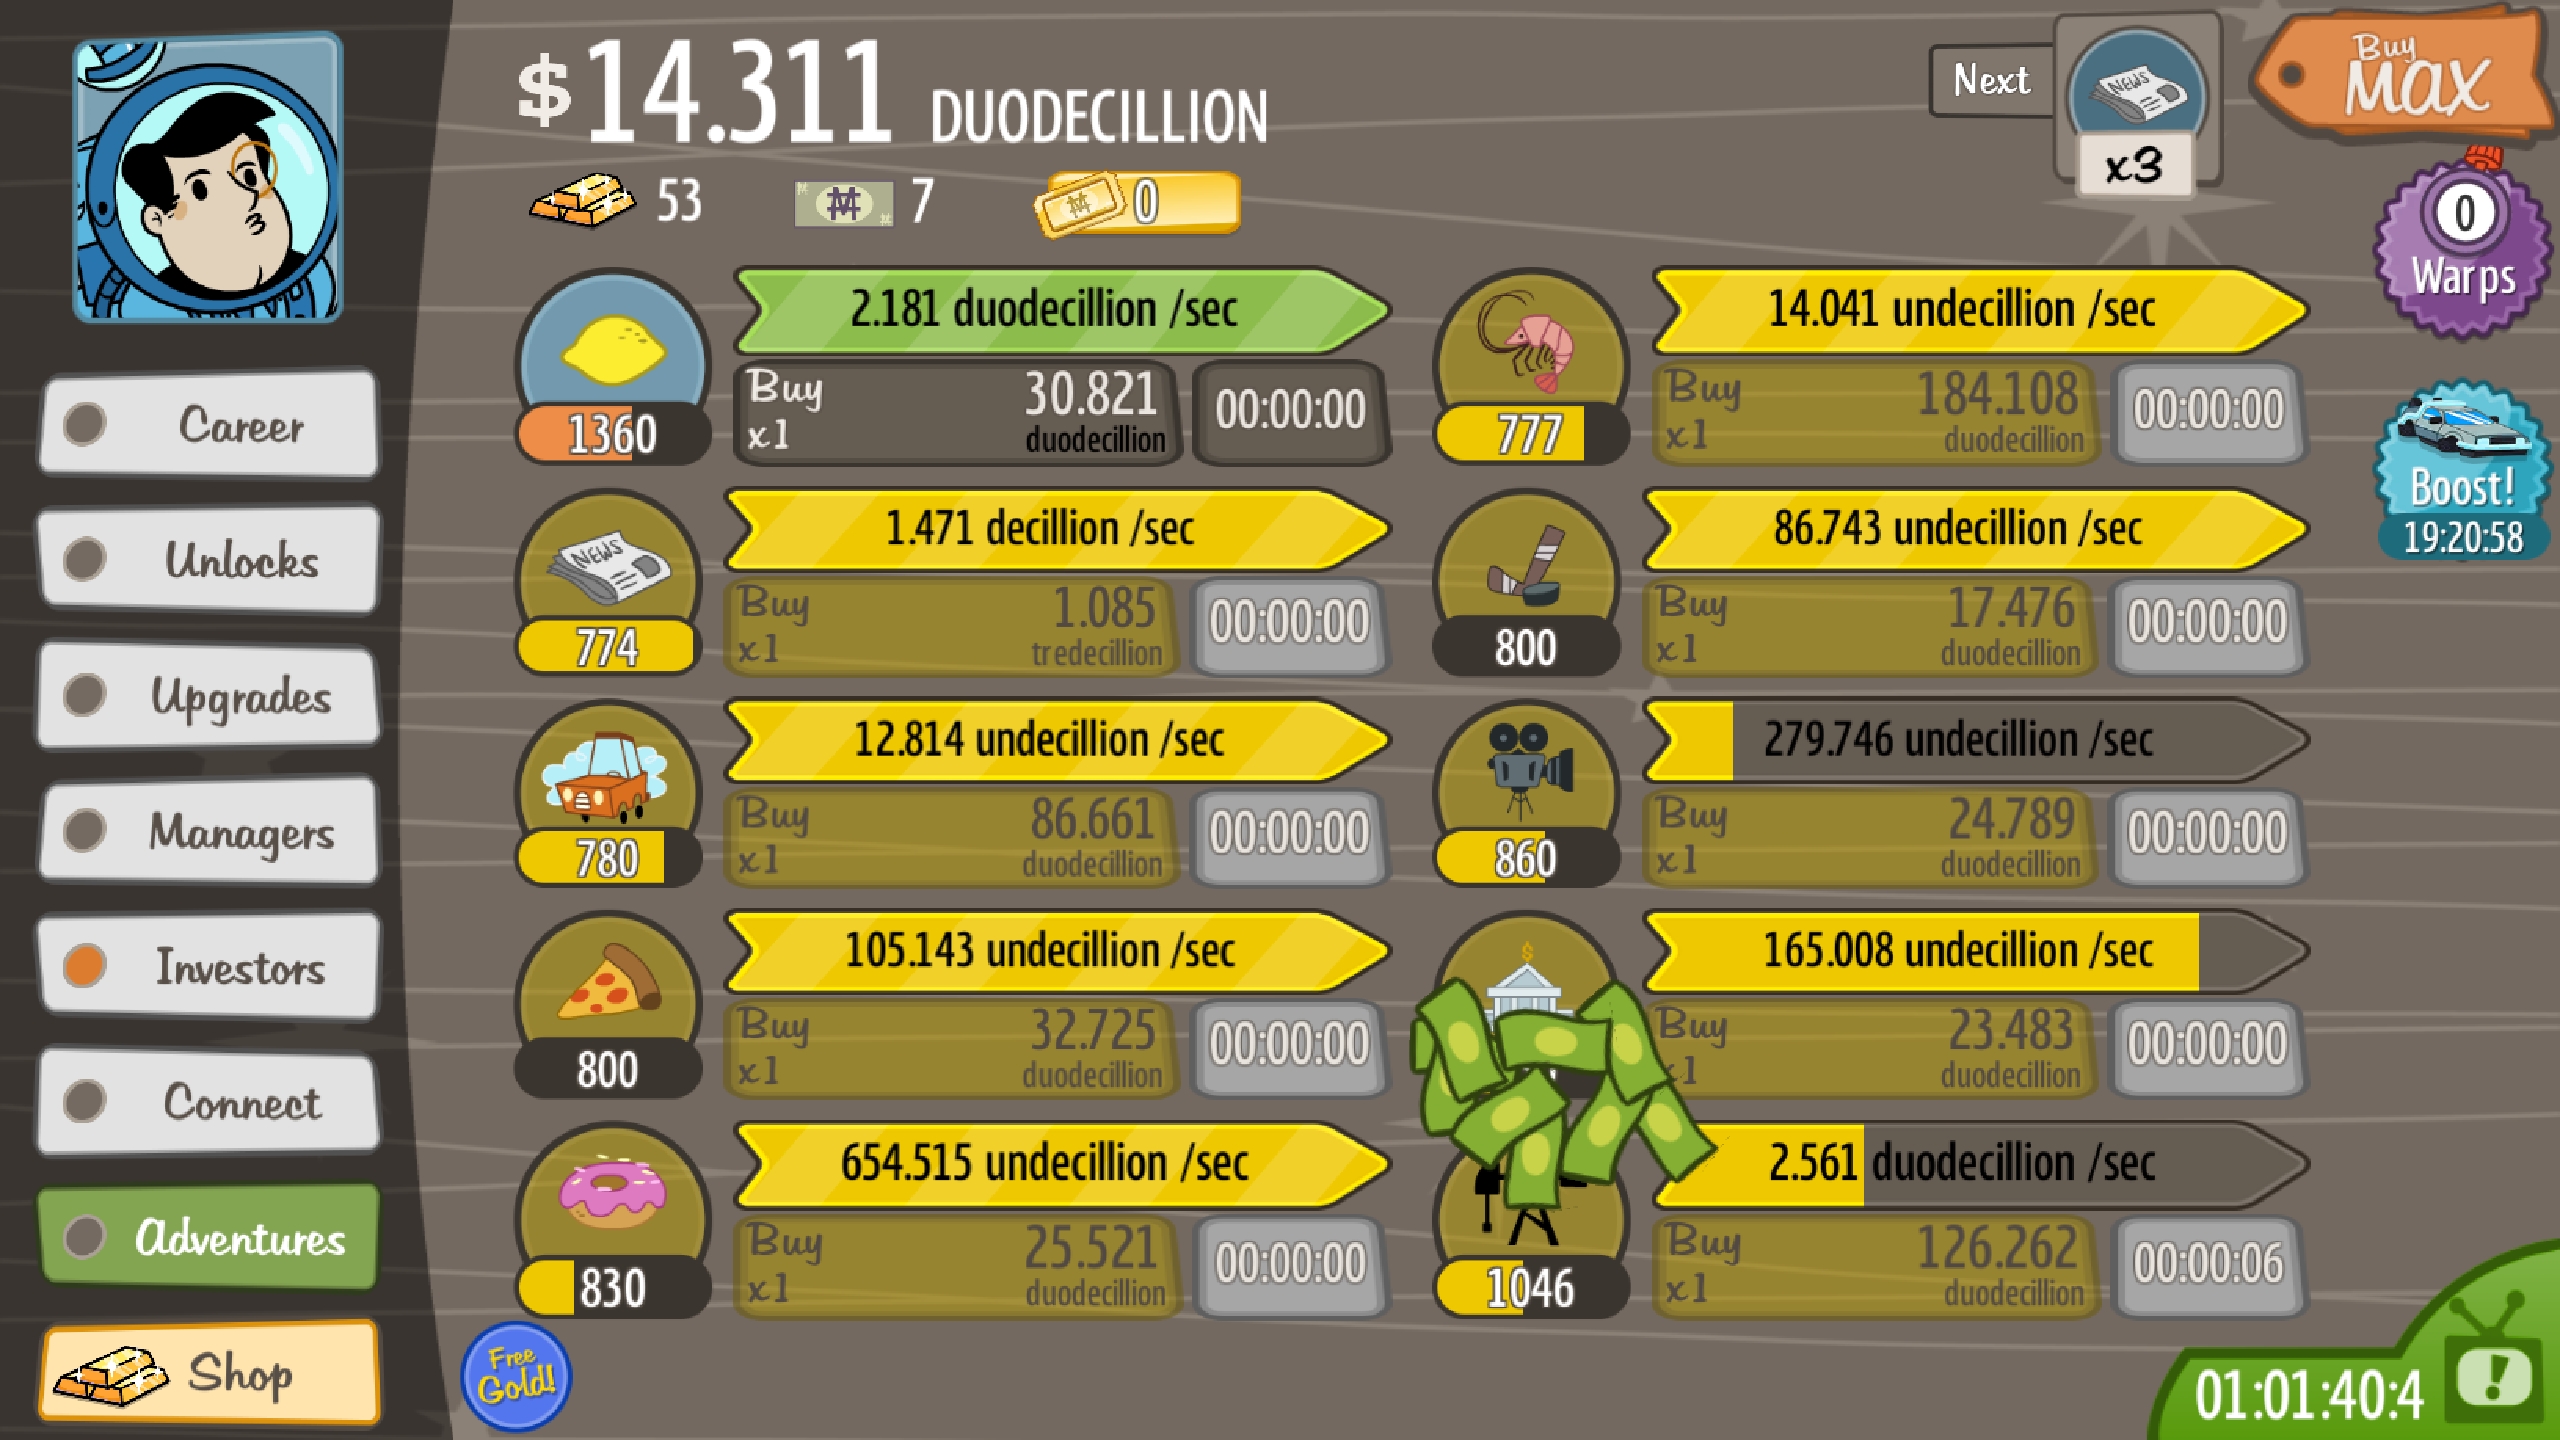 $14.311 DUODECILLION
53
7
0
Next
x3
Buy
MAX
0
Warps
Boost!
19:20:58
Career
Unlocks
Upgrades
Managers
Investors
Connect
Adventures
Shop
2.181 duodecillion /sec
1360
Buy
x1
30.821
duodecillion
00:00:00
NEWS
1.471 decillion /sec
774
Buy
x1
1.085
tredecillion
00:00:00
12.814 undecillion /sec
780
Buy
x1
86.661
duodecillion
00:00:00
105.143 undecillion /sec
800
Buy
x1
32.725
duodecillion
00:00:00
654.515 undecillion /sec
830
Buy
x1
25.521
duodecillion
00:00:00
14.041 undecillion /sec
777
Buy
x1
184.108
duodecillion
00:00:00
86.743 undecillion /sec
800
Buy
x1
17.476
duodecillion
00:00:00
279.746 undecillion /sec
860
Buy
x1
24.789
duodecillion
00:00:00
165.008 undecillion /sec
Buy
x1
23.483
duodecillion
00:00:00
2.561 duodecillion /sec
1046
Buy
x1
126.262
duodecillion
00:00:06
Free
Gold!
01:01:40:4